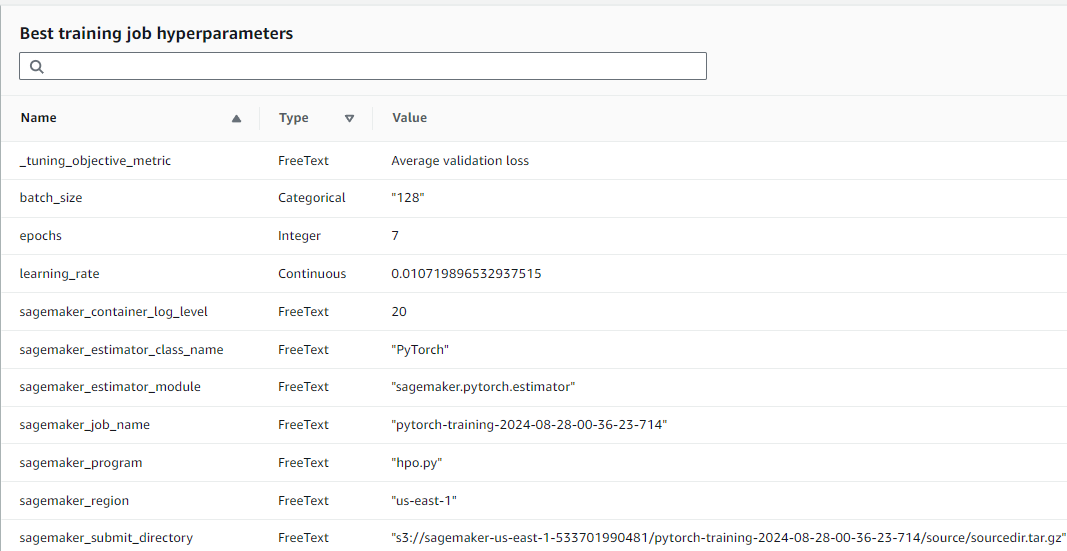 Best training job hyperparameters
Name Type Value
_tuning_objective_metric FreeText Average validation loss
batch_size Categorical "128"
epochs Integer 7
learning_rate Continuous 0.010719896532937515
sagemaker_container_log_level FreeText 20
sagemaker_estimator_class_name FreeText "PyTorch"
sagemaker_estimator_module FreeText "sagemaker.pytorch.estimator"
sagemaker_job_name FreeText "pytorch-training-2024-08-28-00-36-23-714"
sagemaker_program FreeText "hpo.py"
sagemaker_region FreeText "us-east-1"
sagemaker_submit_directory FreeText "s3://sagemaker-us-east-1-533701990481/pytorch-training-2024-08-28-00-36-23-714/source/sourcedir.tar.gz"